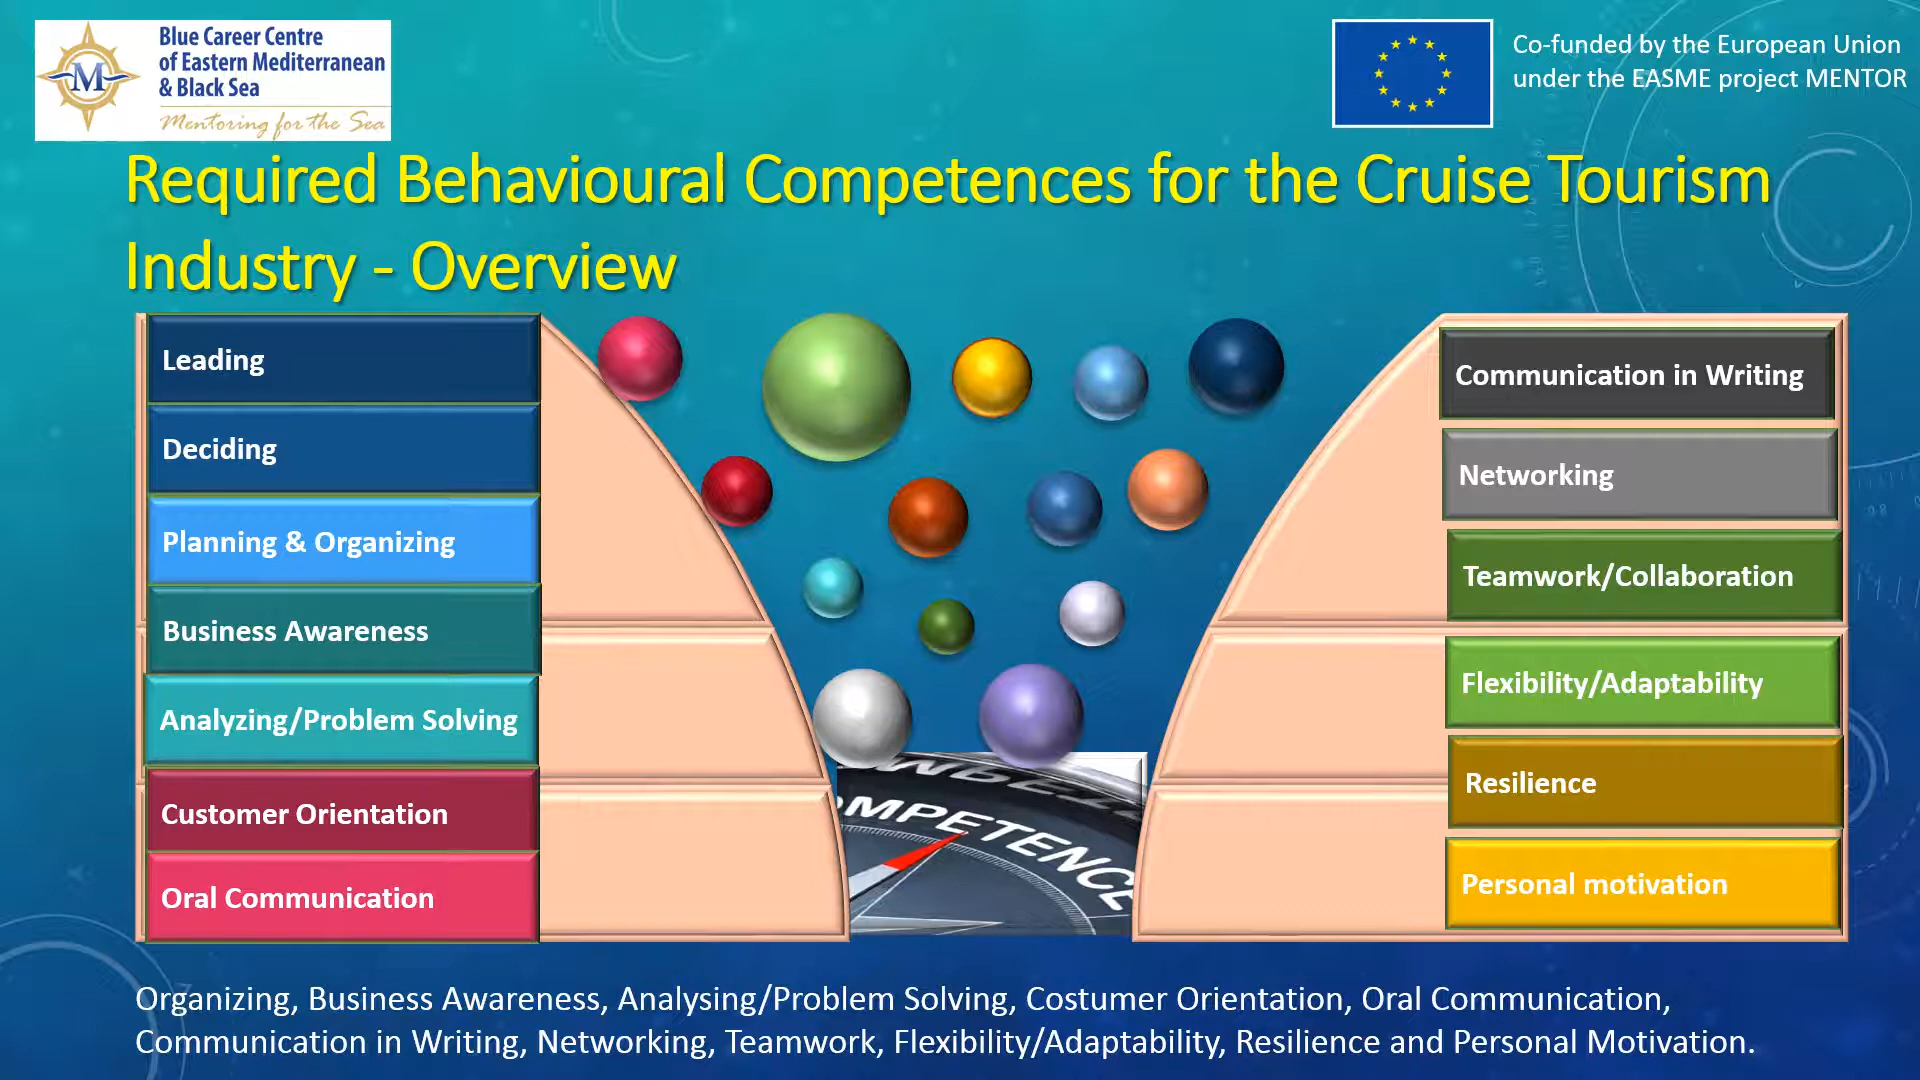 Blue Career Centre
of Eastern Mediterranean
& Black Sea
Mentoring for the Sea
M
Co-funded by the European Union
under the EASME project MENTOR
Required Behavioural Competences for the Cruise Tourism
Industry - Overview
Leading
Deciding
Planning & Organizing
Business Awareness
Analyzing/Problem Solving
Customer Orientation
Oral Communication
Communication in Writing
Networking
Teamwork/Collaboration
Flexibility/Adaptability
Resilience
Personal motivation
OMPETENCE
Organizing, Business Awareness, Analysing/Problem Solving, Costumer Orientation, Oral Communication,
Communication in Writing, Networking, Teamwork, Flexibility/Adaptability, Resilience and Personal Motivation.